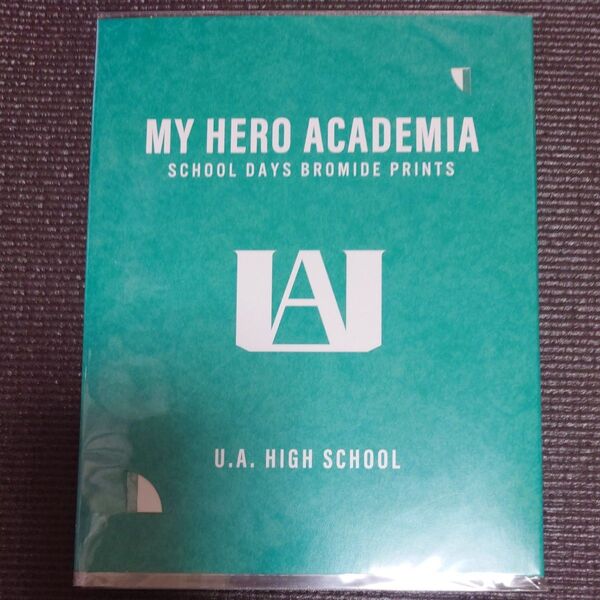 MY HERO ACADEMIA
SCHOOL DAYS BROMIDE PRINTS
UA
U.A. HIGH SCHOOL